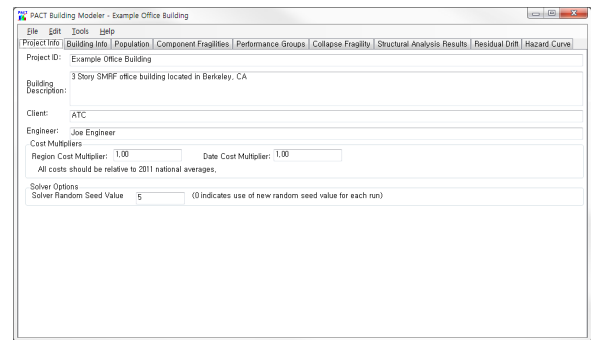 PACT Building Modeler - Example Office Building
File Edit Tools Help
Project Info Building Info Population Component Fragilities Performance Groups Collapse Fragility Structural Analysis Results Residual Drift Hazard Curve
Project ID: Example Office Building
Building Description: 3 Story SMRF office building located in Berkeley, CA
Client: ATC
Engineer: Joe Engineer
Cost Multipliers
Region Cost Multiplier: 1.00 Date Cost Multiplier: 1.00
All costs should be relative to 2011 national averages.
Solver Options
Solver Random Seed Value 5 (0 indicates use of new random seed value for each run)